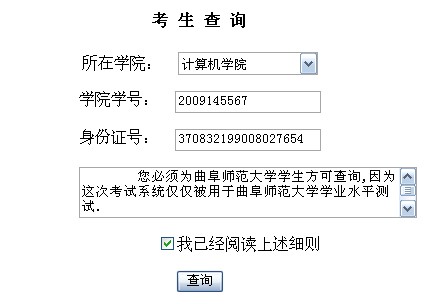 考 生 查 询
所在学院： 计算机学院
学院学号： 2009145567
身份证号： 370832199008027654
您必须为曲阜师范大学学生方可查询,因为
这次考试系统仅仅被用于曲阜师范大学学业水平测
试.
我已经阅读上述细则
查询